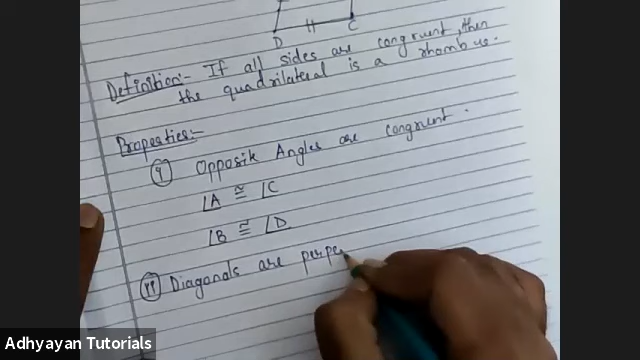 D C
Definition:- If all sides are congruent, then
the quadrilateral is a rhombus.
Properties:-
(i) Opposite Angles are congruent.
∠A ≅ ∠C
∠B ≅ ∠D
(ii) Diagonals are perpe
Adhyayan Tutorials